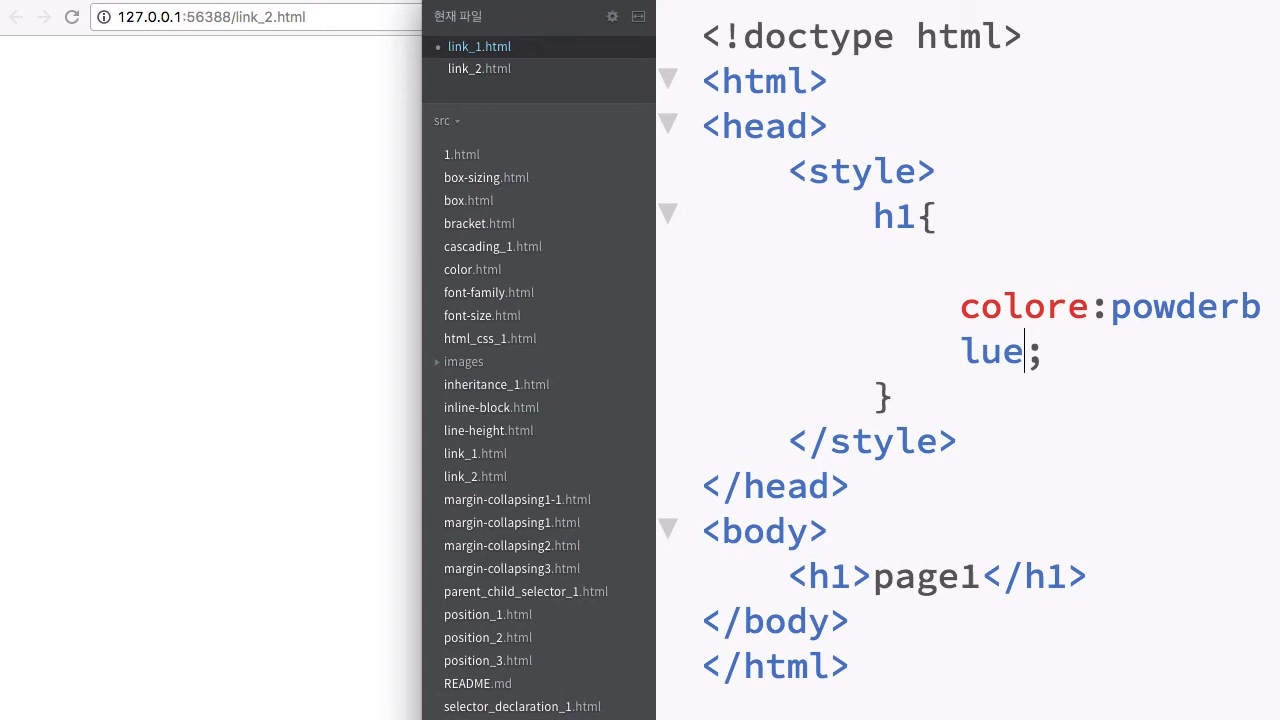 127.0.0.1:56388/link_2.html
현재 파일
link_1.html
link_2.html
src
1.html
box-sizing.html
box.html
bracket.html
cascading_1.html
color.html
font-family.html
font-size.html
html_css_1.html
images
inheritance_1.html
inline-block.html
line-height.html
link_1.html
link_2.html
margin-collapsing1-1.html
margin-collapsing1.html
margin-collapsing2.html
margin-collapsing3.html
parent_child_selector_1.html
position_1.html
position_2.html
position_3.html
README.md
selector_declaration_1.html
<!doctype html>
<html>
<head>
<style>
h1{
colore:powderb
lue;
}
</style>
</head>
<body>
<h1>page1</h1>
</body>
</html>